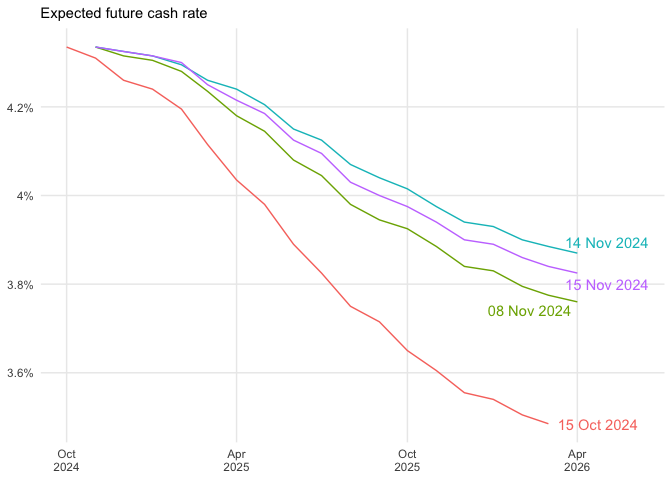 Expected future cash rate
4.2%
4%
3.8%
3.6%
14 Nov 2024
15 Nov 2024
08 Nov 2024
15 Oct 2024
Oct
2024
Apr
2025
Oct
2025
Apr
2026